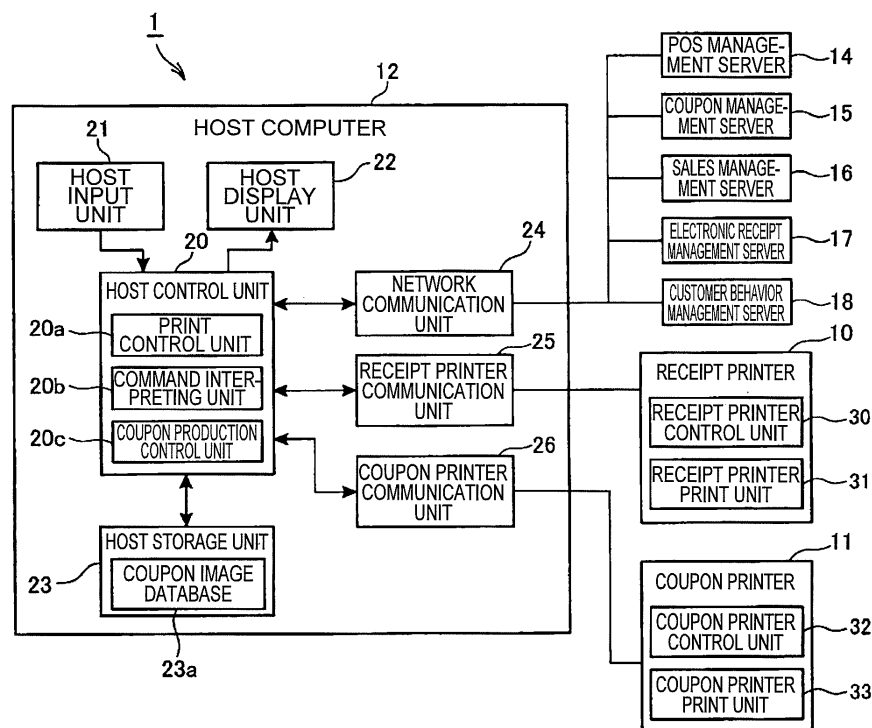 1
12
HOST COMPUTER
21
HOST
INPUT
UNIT
HOST
DISPLAY
UNIT
22
20
HOST CONTROL UNIT
20a
PRINT
CONTROL UNIT
20b
COMMAND INTER-
PRETING UNIT
20c
COUPON PRODUCTION
CONTROL UNIT
HOST STORAGE UNIT
23
COUPON IMAGE
DATABASE
23a
24
NETWORK
COMMUNICATION
UNIT
25
RECEIPT PRINTER
COMMUNICATION
UNIT
26
COUPON PRINTER
COMMUNICATION
UNIT
POS MANAGE-
MENT SERVER
14
COUPON MANAGE-
MENT SERVER
15
SALES MANAGE-
MENT SERVER
16
ELECTRONIC RECEIPT
MANAGEMENT SERVER
17
CUSTOMER BEHAVIOR
MANAGEMENT SERVER
18
10
RECEIPT PRINTER
RECEIPT PRINTER
CONTROL UNIT
30
RECEIPT PRINTER
PRINT UNIT
31
11
COUPON PRINTER
COUPON PRINTER
CONTROL UNIT
32
COUPON PRINTER
PRINT UNIT
33